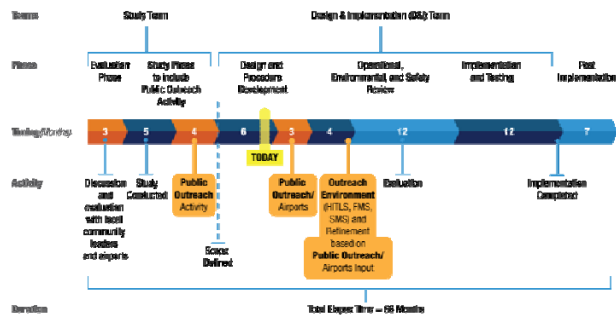 Teams
Study Team
Design & Implementation (D&I) Team
Phase
Evaluation
Phase
Study Phase
to include
Public Outreach
Activity
Design and
Procedure
Development
Operational,
Environmental, and Safety
Review
Implementation
and Testing
Post
Implementation
Timing/Months
3
5
4
6
3
4
12
12
7
TODAY
Activity
Discussion
and
evaluation
with local
community
leaders
and airports
Study
Conducted
Public
Outreach
Activity
Scope
Defined
Public
Outreach/
Airports
Outreach
Environment
(HITLS, FMS,
SMS) and
Refinement
based on
Public Outreach/
Airports Input
Evaluation
Implementation
Completed
Duration
Total Elapse Time = 56 Months